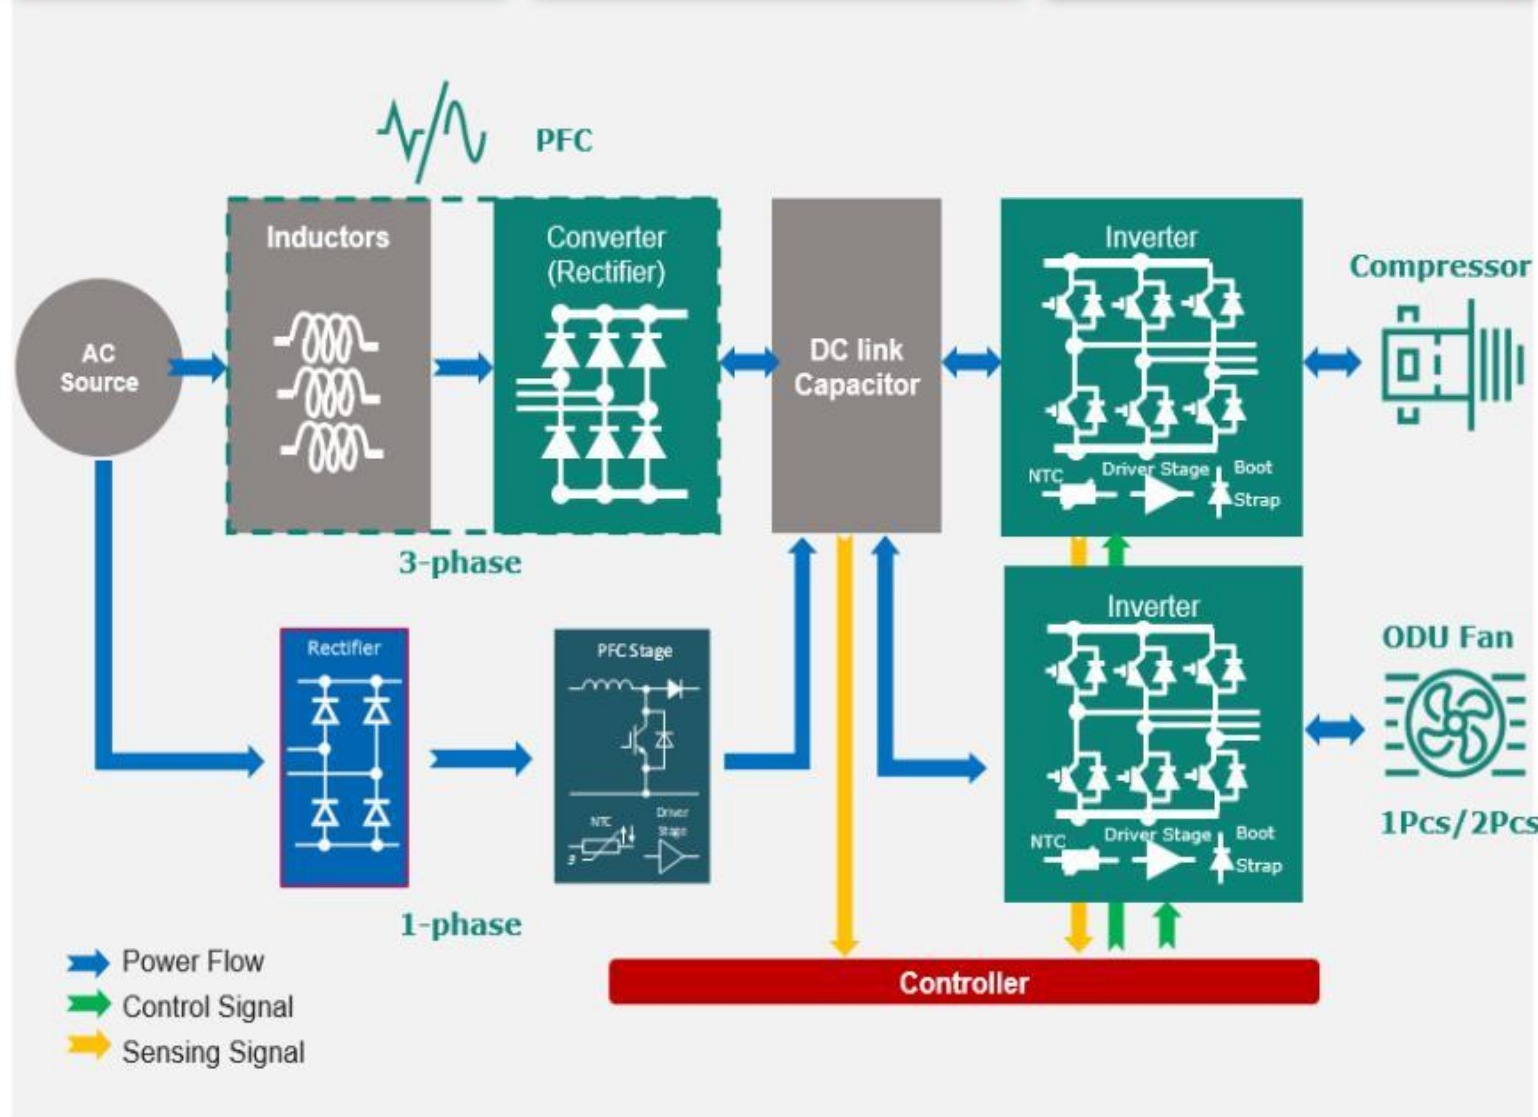 PFC
Inductors
Converter
(Rectifier)
AC
Source
DC link
Capacitor
Inverter
NTC
Driver Stage
Boot
Strap
Compressor
3-phase
Rectifier
PFC Stage
NTC
Driver
Stage
Inverter
NTC
Driver Stage
Boot
Strap
ODU Fan
1Pcs/2Pcs
1-phase
Power Flow
Control Signal
Sensing Signal
Controller